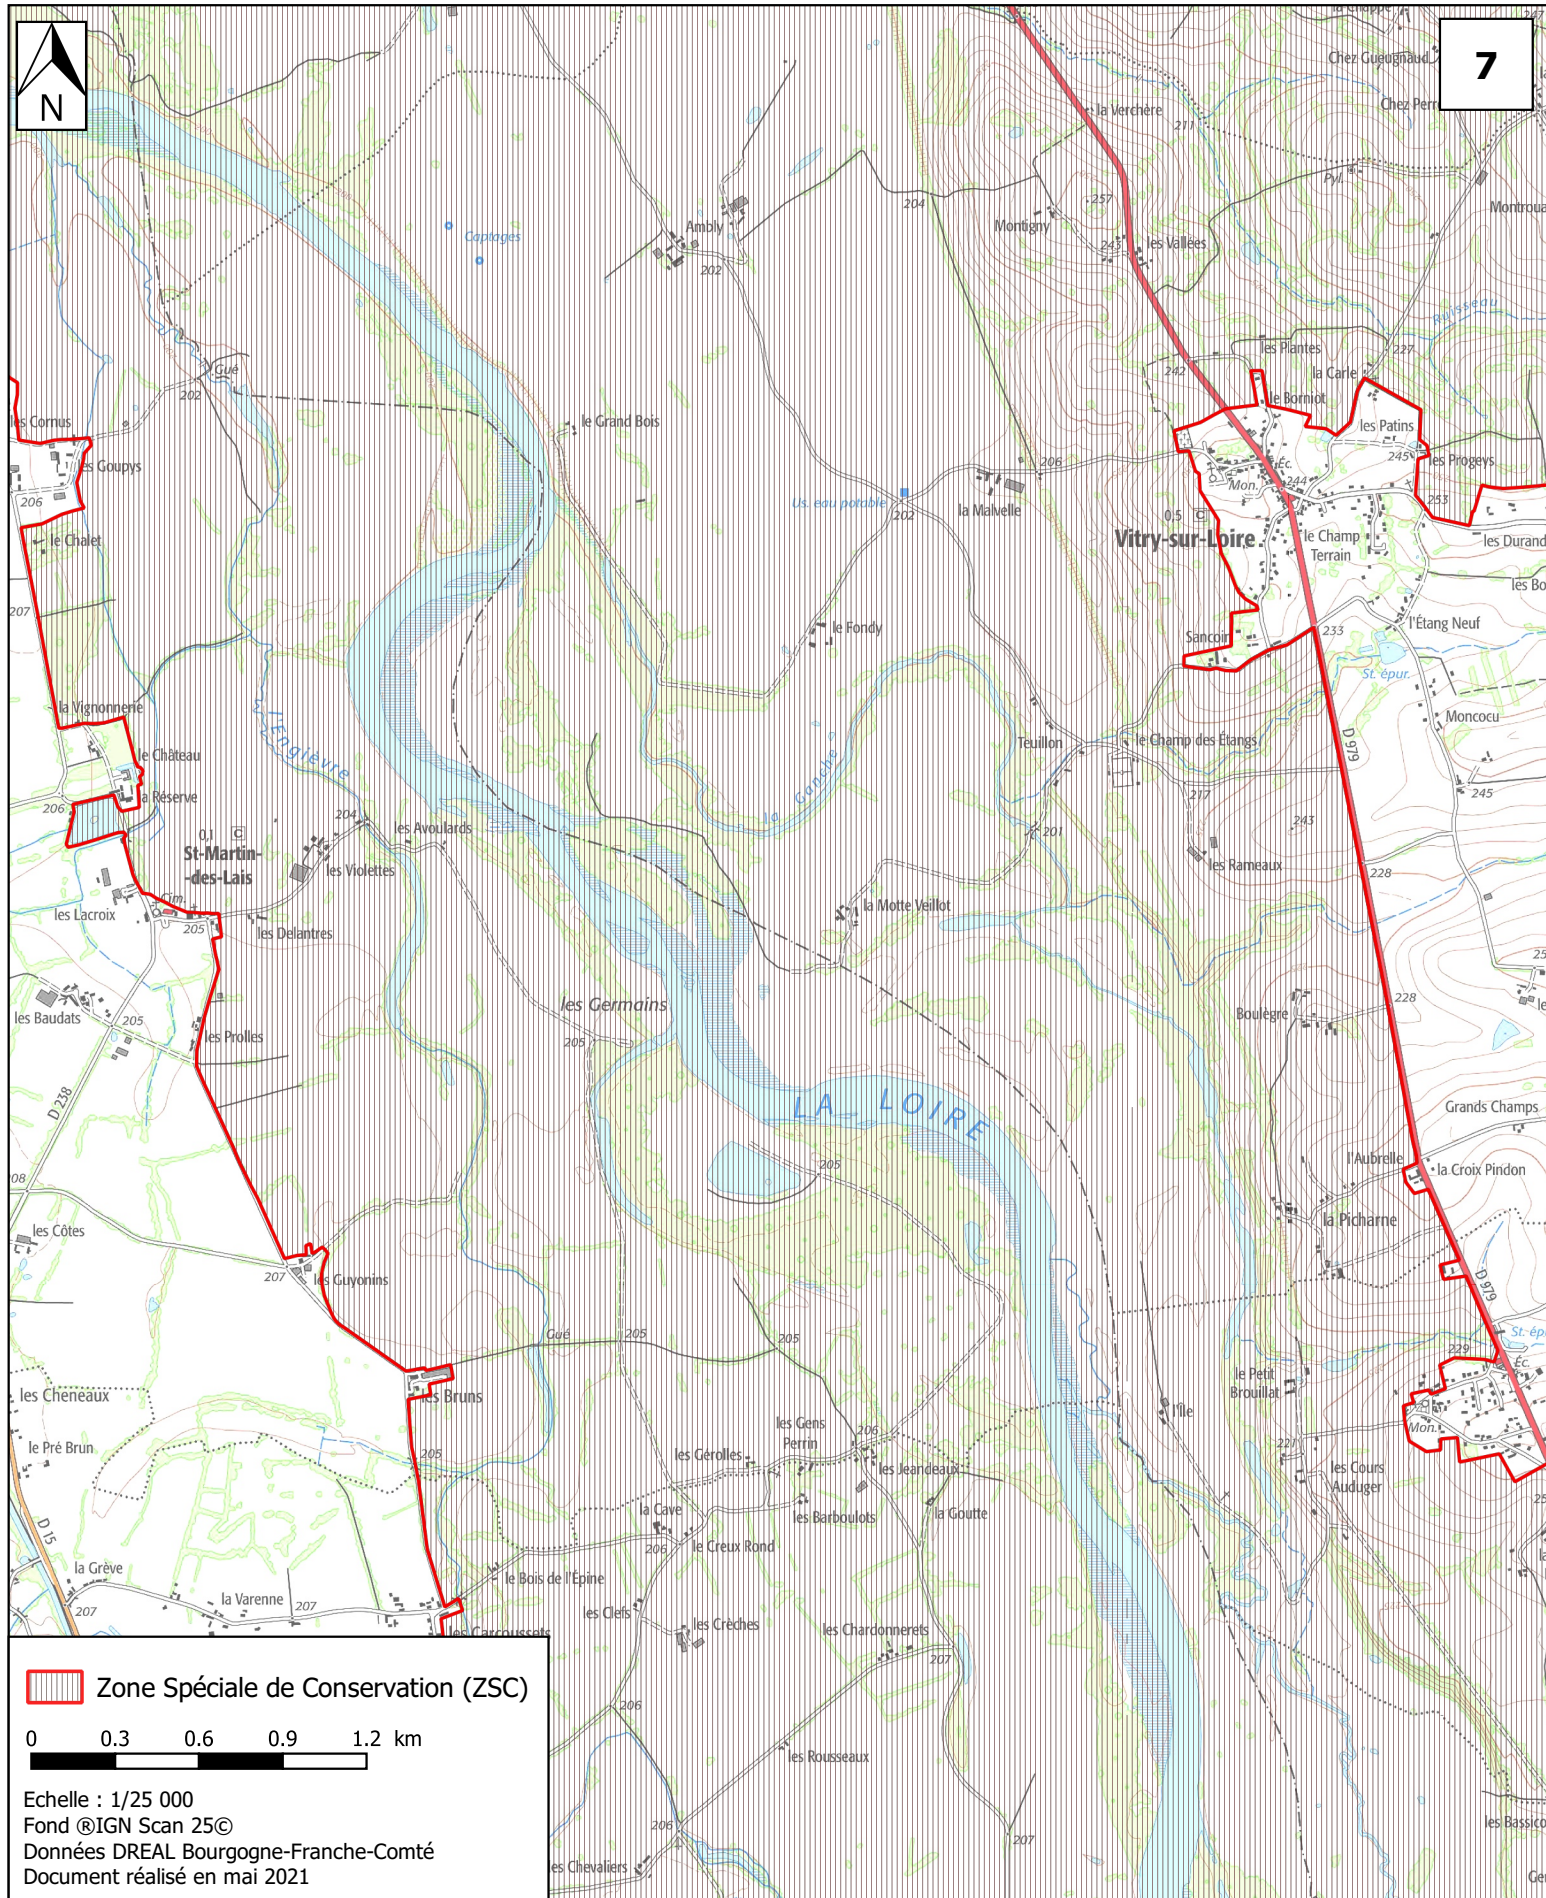 N
7
la Chappe
247
Chez Gueugnaud
la Verchère
211
Pyl.
257
204
Montigny
243
les Vallées
Captages
Ambly
202
Ruisseau
les Plantes
227
242
la Carle
Gué
202
le Borniot
les Cornus
le Grand Bois
les Patins
245
les Progeys
les Goupys
Éc.
206
Mon.
244
253
206
la Malvelle
Us. eau potable
202
0,5 C
Vitry-sur-Loire
le Champ
Terrain
le Chalet
les Durand
207
l'Étang Neuf
le Fondy
233
Sancoin
St. épur.
la Vignonnerie
Moncocu
l'Engièvre
D 979
Teuillon
le Champ des Étangs
le Château
la Ganche
la Réserve
217
245
206
204
243
0,1 C
les Avoulards
201
St-Martin-
-des-Lais
les Violettes
les Rameaux
228
Cim.
la Motte Veillot
les Lacroix
205
les Delantres
les Germains
228
Boulègre
les Baudats
205
les Prolles
205
D 238
LA LOIRE
Grands Champs
205
l'Aubrelle
la Croix Pindon
08
la Picharne
les Côtes
207
les Guyonins
D 979
Gué
205
205
St. ép
229
Éc.
le Petit
Brouillat
les Cheneaux
les Bruns
l'Île
Mon.
les Gens
Perrin
206
le Pré Brun
205
les Gérolles
les Jeandeaux
221
les Cours
Auduger
D 15
la Cave
les Barboulots
la Goutte
206
le Creux Rond
la Grève
le Bois de l'Épine
207
la Varenne
207
les Clefs
les Crèches
les Chardonnerets
les Carcoussets
207
Zone Spéciale de Conservation (ZSC)
206
0 0.3 0.6 0.9 1.2 km
les Rousseaux
Echelle : 1/25 000
Fond ®IGN Scan 25©
206
207
les Bassico
Données DREAL Bourgogne-Franche-Comté
les Chevaliers
Document réalisé en mai 2021